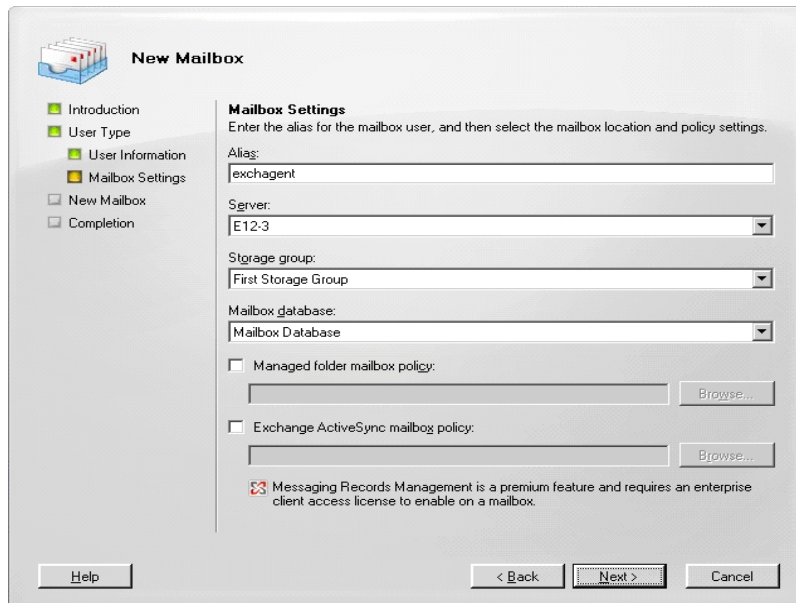 New Mailbox
Introduction
User Type
User Information
Mailbox Settings
New Mailbox
Completion
Mailbox Settings
Enter the alias for the mailbox user, and then select the mailbox location and policy settings.
Alias:
exchagent
Server:
E12-3
Storage group:
First Storage Group
Mailbox database:
Mailbox Database
Managed folder mailbox policy:
Browse...
Exchange ActiveSync mailbox policy:
Browse...
Messaging Records Management is a premium feature and requires an enterprise
client access license to enable on a mailbox.
Help
< Back
Next >
Cancel